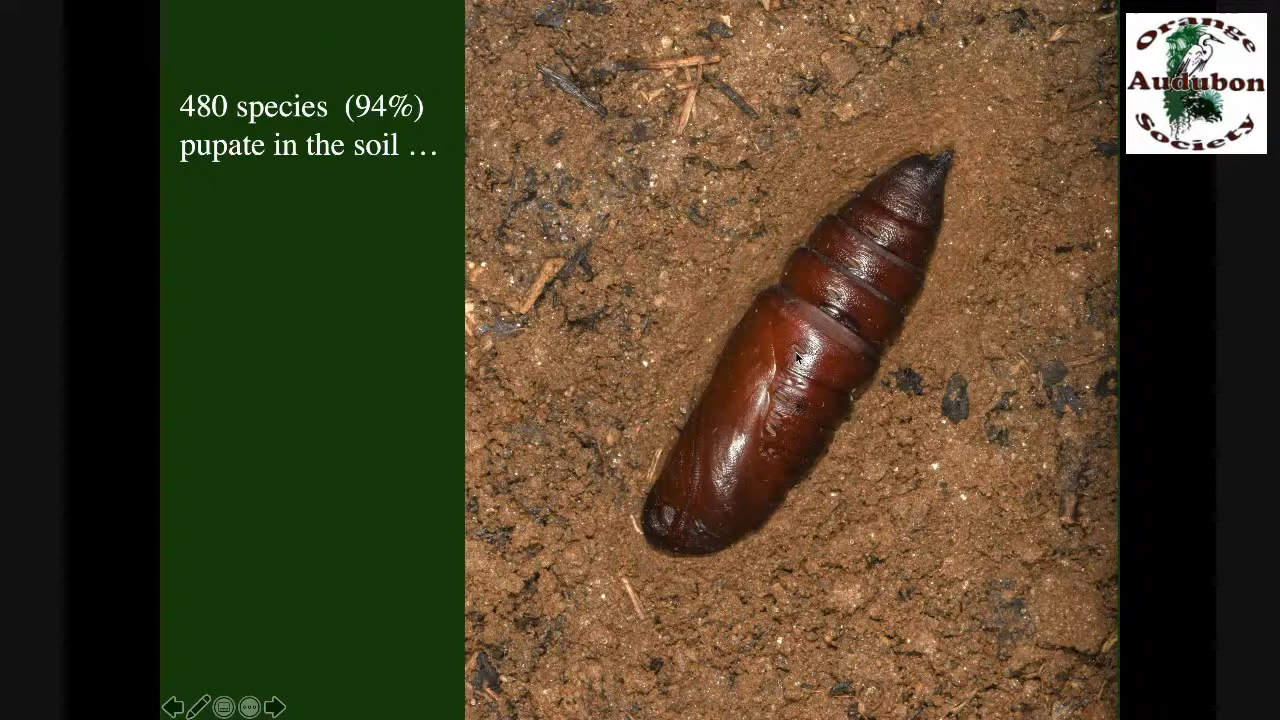 480 species (94%)
pupate in the soil …
Orange
Audubon
Society